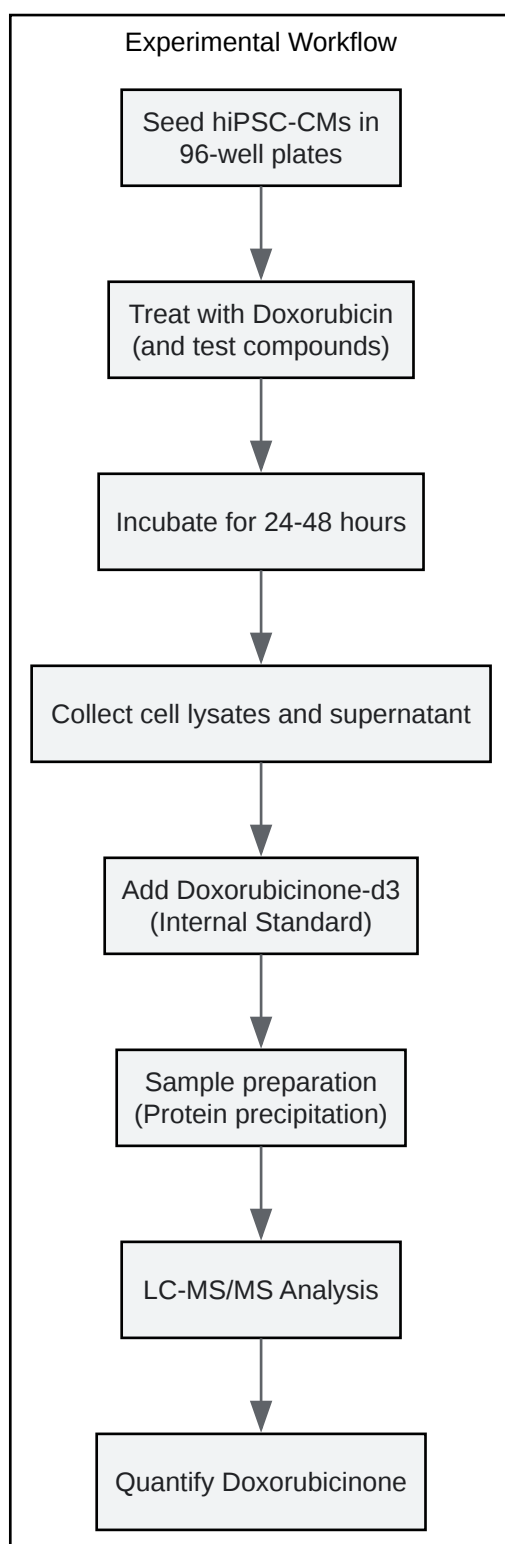 Experimental Workflow
Seed hiPSC-CMs in
96-well plates
Treat with Doxorubicin
(and test compounds)
Incubate for 24-48 hours
Collect cell lysates and supernatant
Add Doxorubicinone-d3
(Internal Standard)
Sample preparation
(Protein precipitation)
LC-MS/MS Analysis
Quantify Doxorubicinone